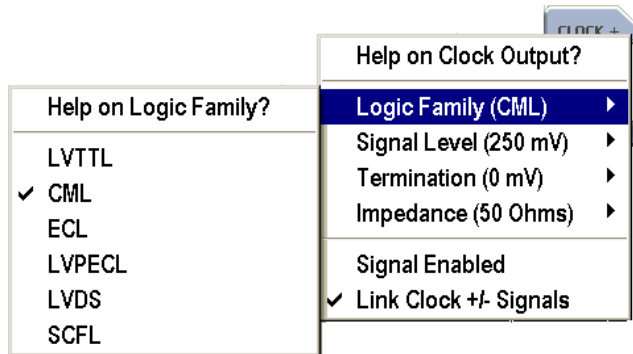 CLOCK +
Help on Clock Output?
Logic Family (CML)
Signal Level (250 mV)
Termination (0 mV)
Impedance (50 Ohms)
Signal Enabled
Link Clock +/- Signals
Help on Logic Family?
LVTTL
CML
ECL
LVPECL
LVDS
SCFL